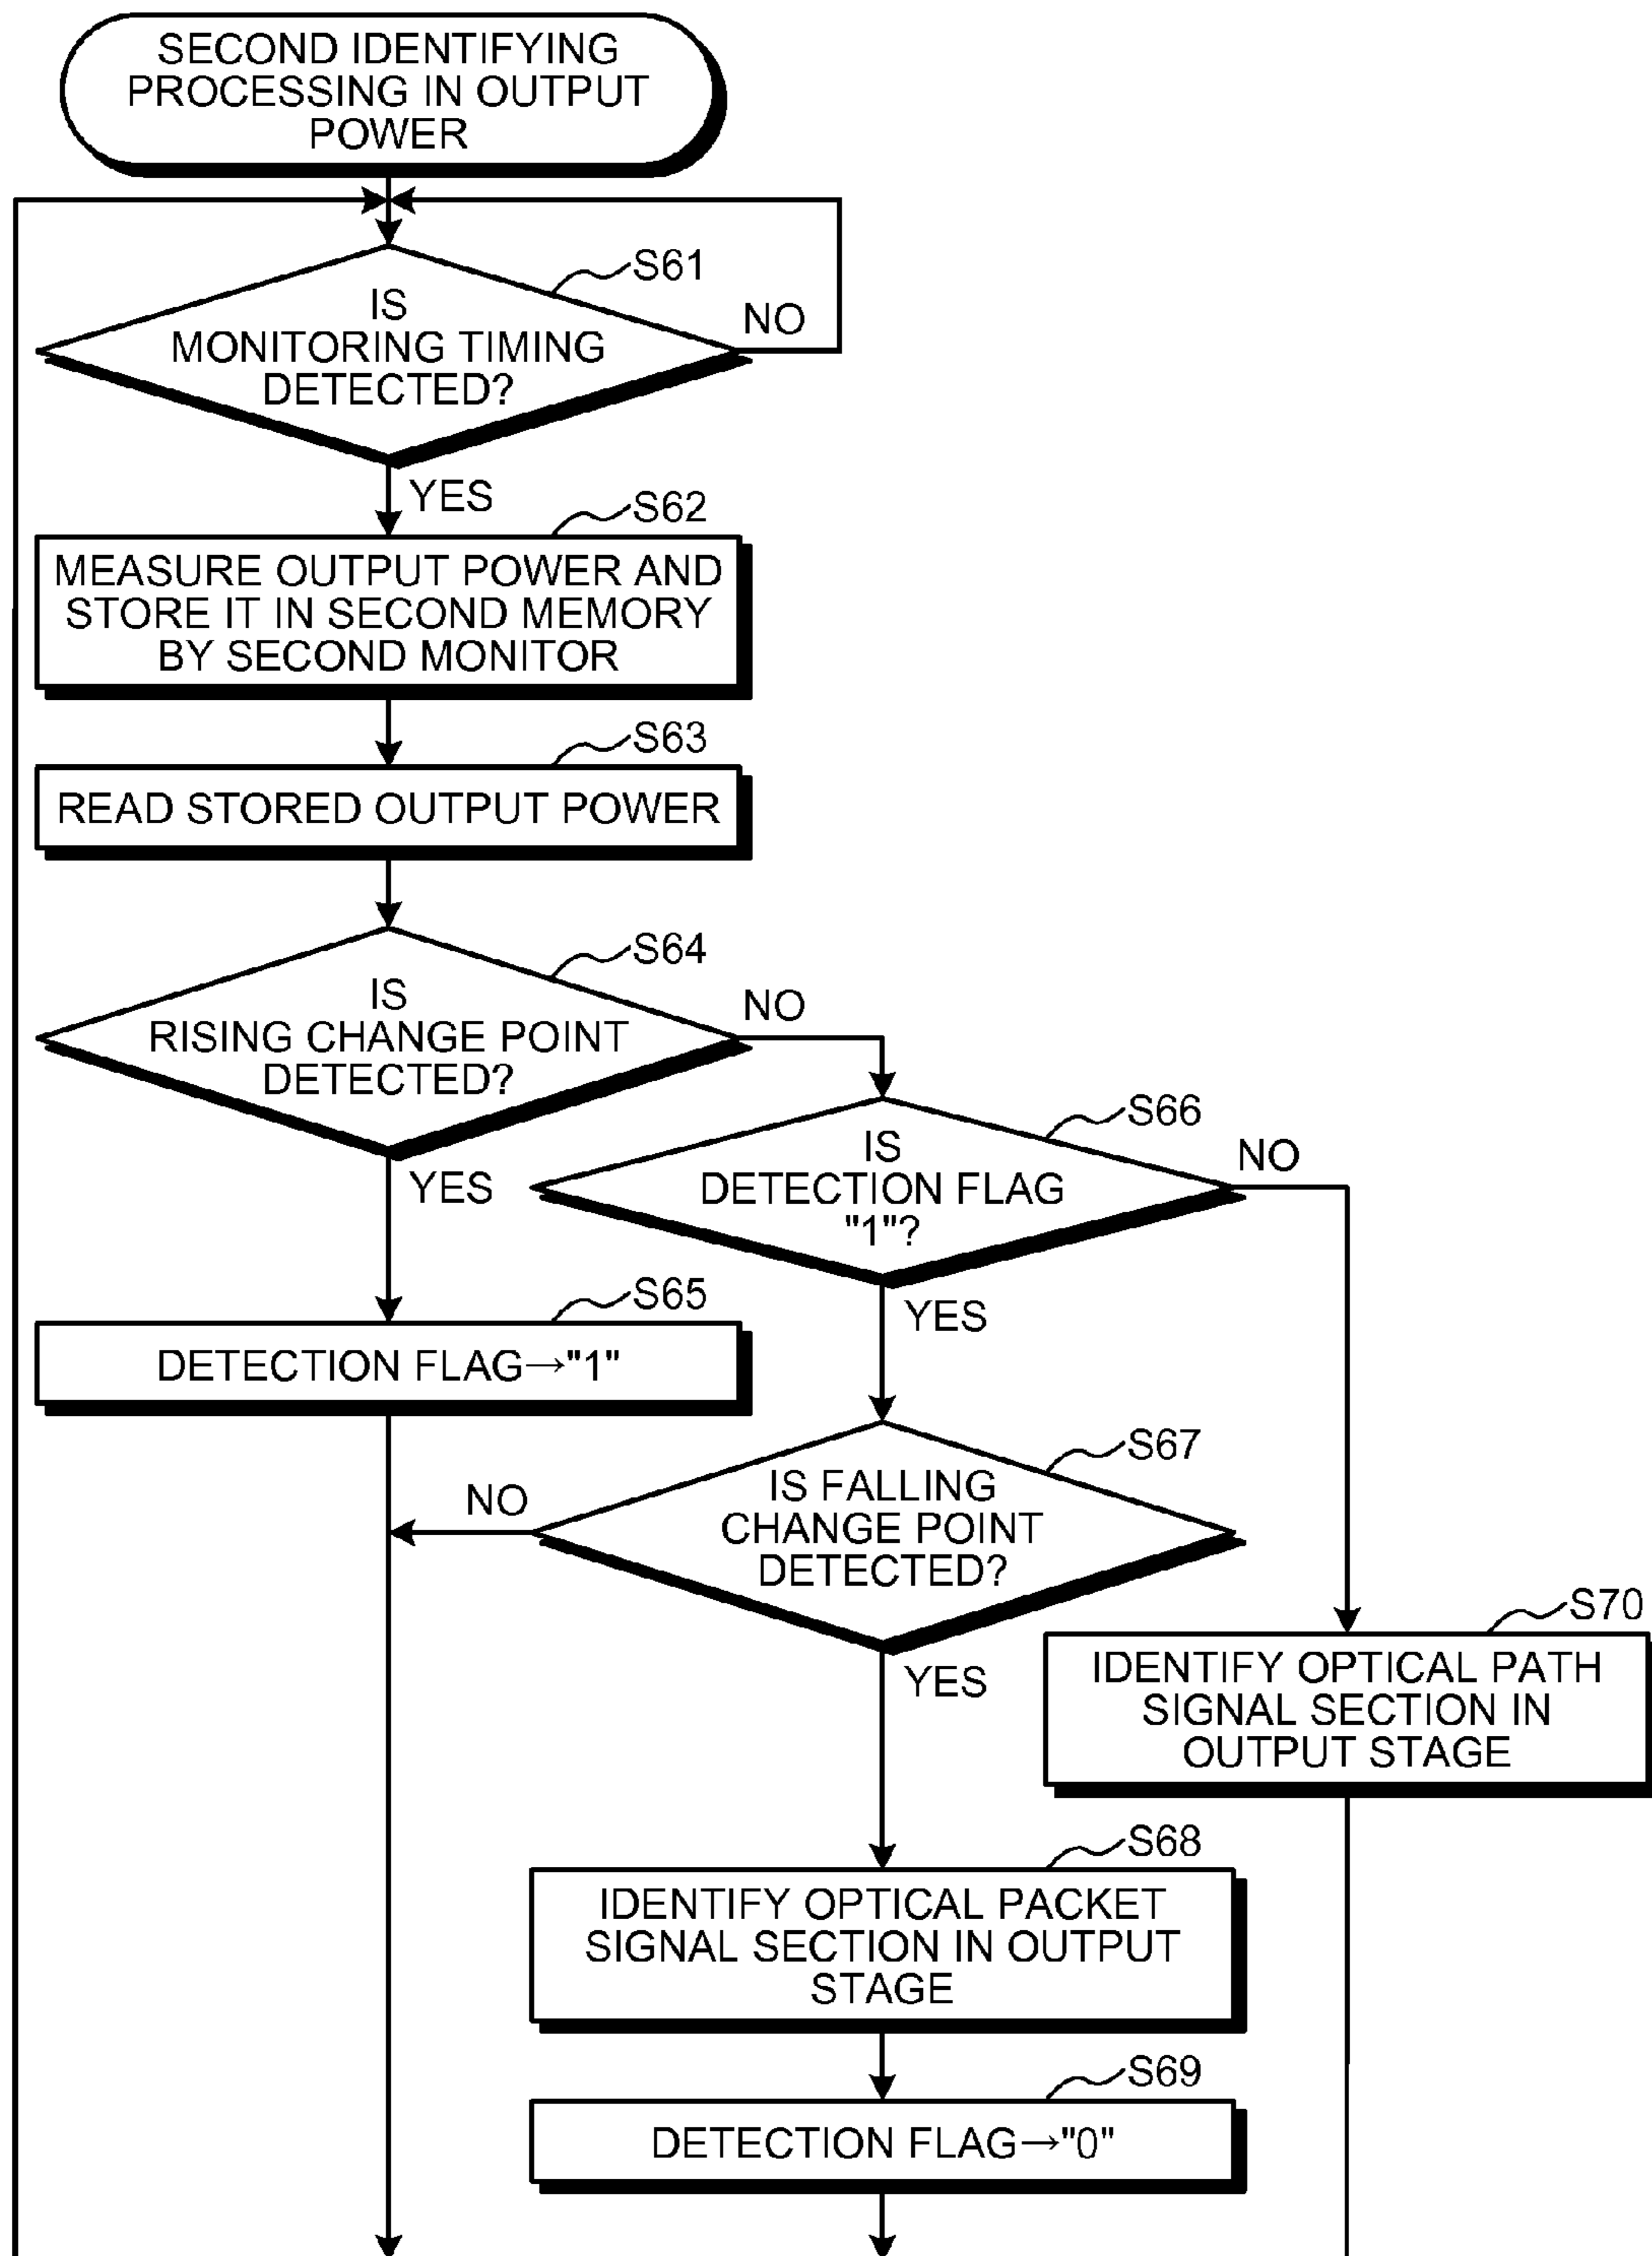 SECOND IDENTIFYING
PROCESSING IN OUTPUT
POWER
S61
IS
MONITORING TIMING
DETECTED?
NO
YES
S62
MEASURE OUTPUT POWER AND
STORE IT IN SECOND MEMORY
BY SECOND MONITOR
S63
READ STORED OUTPUT POWER
S64
IS
RISING CHANGE POINT
DETECTED?
NO
YES
S66
IS
DETECTION FLAG
"1"?
NO
YES
S65
DETECTION FLAG→"1"
S67
IS FALLING
CHANGE POINT
DETECTED?
NO
YES
S70
IDENTIFY OPTICAL PATH
SIGNAL SECTION IN
OUTPUT STAGE
S68
IDENTIFY OPTICAL PACKET
SIGNAL SECTION IN OUTPUT
STAGE
S69
DETECTION FLAG→"0"